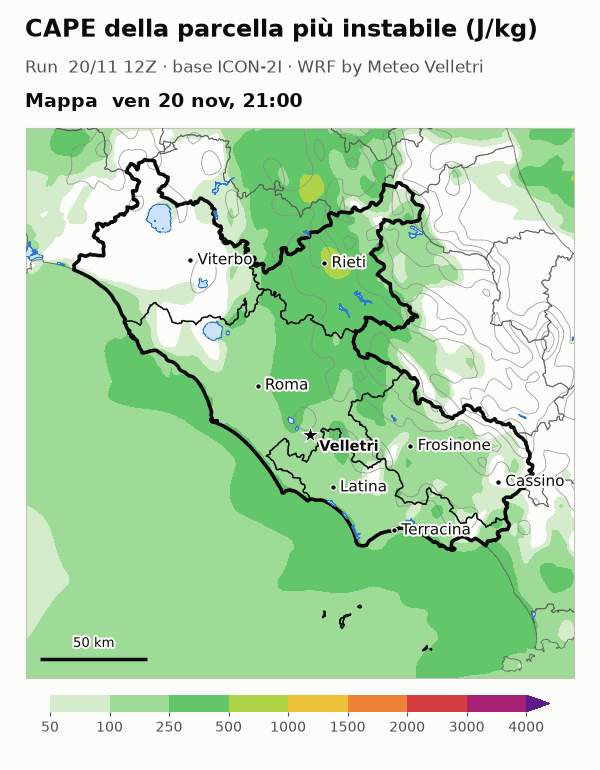 CAPE della parcella più instabile (J/kg)
Run  20/11 12Z · base ICON-2I · WRF by Meteo Velletri
Mappa  ven 20 nov, 21:00
Viterbo
Rieti
Roma
Velletri
Frosinone
Latina
Cassino
Terracina
50 km
50 100 250 500 1000 1500 2000 3000 4000